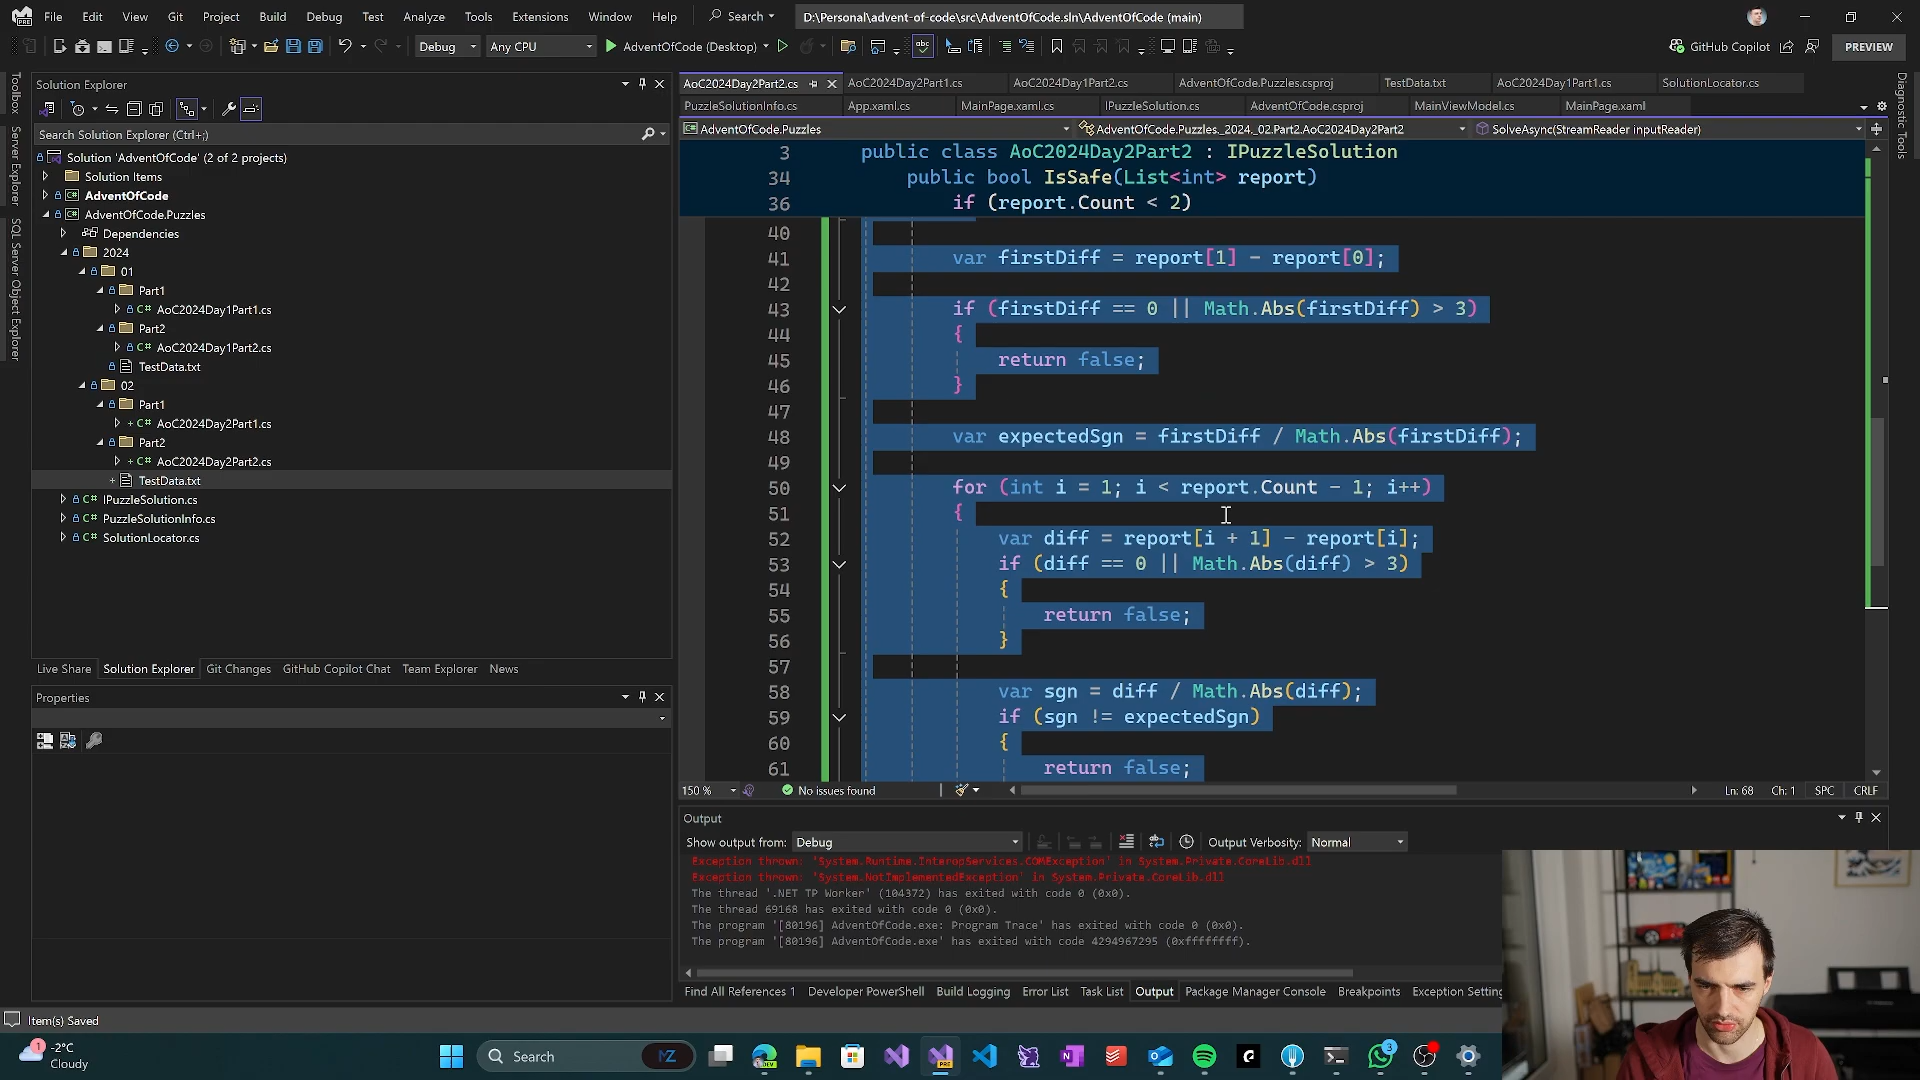 File Edit View Git Project Build Debug Test Analyze Tools Extensions Window Help Search D:\Personal\advent-of-code\src\AdventOfCode.sln\AdventOfCode (main)
Debug Any CPU AdventOfCode (Desktop) GitHub Copilot PREVIEW
Toolbox
Server Explorer
SQL Server Object Explorer
Solution Explorer
Search Solution Explorer (Ctrl+;)
Solution 'AdventOfCode' (2 of 2 projects)
Solution Items
AdventOfCode
AdventOfCode.Puzzles
Dependencies
2024
01
Part1
C# AoC2024Day1Part1.cs
Part2
C# AoC2024Day1Part2.cs
TestData.txt
02
Part1
C# AoC2024Day2Part1.cs
Part2
C# AoC2024Day2Part2.cs
TestData.txt
C# IPuzzleSolution.cs
C# PuzzleSolutionInfo.cs
C# SolutionLocator.cs
Live Share Solution Explorer Git Changes GitHub Copilot Chat Team Explorer News
Properties
AoC2024Day2Part2.cs AoC2024Day2Part1.cs AoC2024Day1Part2.cs AdventOfCode.Puzzles.csproj TestData.txt AoC2024Day1Part1.cs SolutionLocator.cs
PuzzleSolutionInfo.cs App.xaml.cs MainPage.xaml.cs IPuzzleSolution.cs AdventOfCode.csproj MainViewModel.cs MainPage.xaml
AdventOfCode.Puzzles AdventOfCode.Puzzles._2024._02.Part2.AoC2024Day2Part2 SolveAsync(StreamReader inputReader)
3 public class AoC2024Day2Part2 : IPuzzleSolution
34 public bool IsSafe(List<int> report)
36 if (report.Count < 2)
40
41 var firstDiff = report[1] - report[0];
42
43 if (firstDiff == 0 || Math.Abs(firstDiff) > 3)
44 {
45 return false;
46 }
47
48 var expectedSgn = firstDiff / Math.Abs(firstDiff);
49
50 for (int i = 1; i < report.Count - 1; i++)
51 {
52 var diff = report[i + 1] - report[i];
53 if (diff == 0 || Math.Abs(diff) > 3)
54 {
55 return false;
56 }
57
58 var sgn = diff / Math.Abs(diff);
59 if (sgn != expectedSgn)
60 {
61 return false;
150 % No issues found Ln: 68 Ch: 1 SPC CRLF
Diagnostic Tools
Output
Show output from: Debug Output Verbosity: Normal
Exception thrown: 'System.Runtime.InteropServices.COMException' in System.Private.CoreLib.dll
Exception thrown: 'System.NotImplementedException' in System.Private.CoreLib.dll
The thread '.NET TP Worker' (104372) has exited with code 0 (0x0).
The thread 69168 has exited with code 0 (0x0).
The program '[80196] AdventOfCode.exe: Program Trace' has exited with code 0 (0x0).
The program '[80196] AdventOfCode.exe' has exited with code 4294967295 (0xffffffff).
Find All References 1 Developer PowerShell Build Logging Error List Task List Output Package Manager Console Breakpoints Exception Setting
Item(s) Saved
1 -2°C
Cloudy
Search MZ
DEV
PRE
3